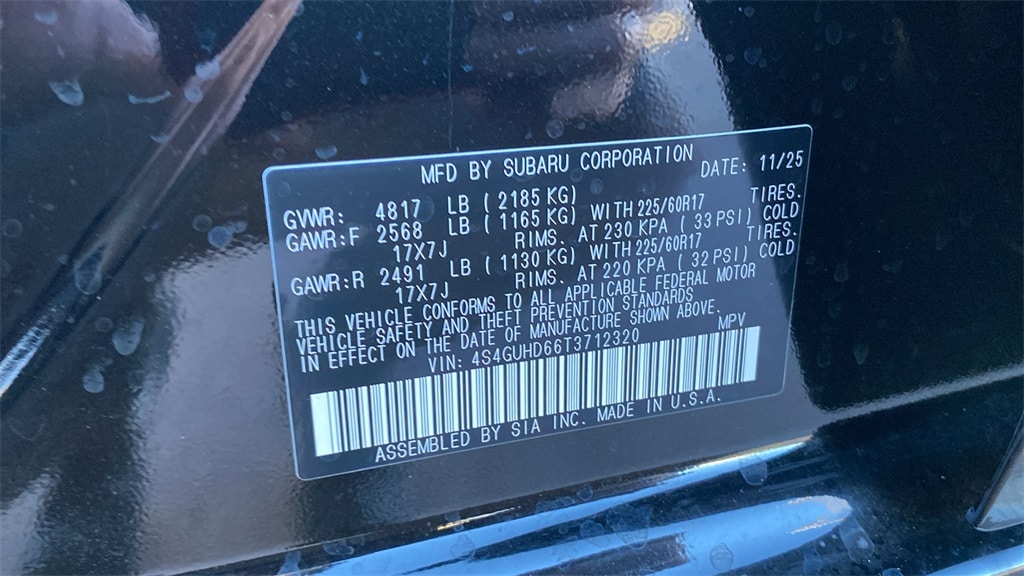 MFD BY SUBARU CORPORATION DATE: 11/25
GVWR: 4817 LB ( 2185 KG)
GAWR:F 2568 LB ( 1165 KG) WITH 225/60R17 TIRES.
17X7J RIMS. AT 230 KPA ( 33 PSI) COLD
GAWR:R 2491 LB ( 1130 KG) WITH 225/60R17 TIRES.
17X7J RIMS. AT 220 KPA ( 32 PSI) COLD
THIS VEHICLE CONFORMS TO ALL APPLICABLE FEDERAL MOTOR
VEHICLE SAFETY AND THEFT PREVENTION STANDARDS
IN EFFECT ON THE DATE OF MANUFACTURE SHOWN ABOVE.
VIN: 4S4GUHD66T3712320 MPV
ASSEMBLED BY SIA INC. MADE IN U.S.A.